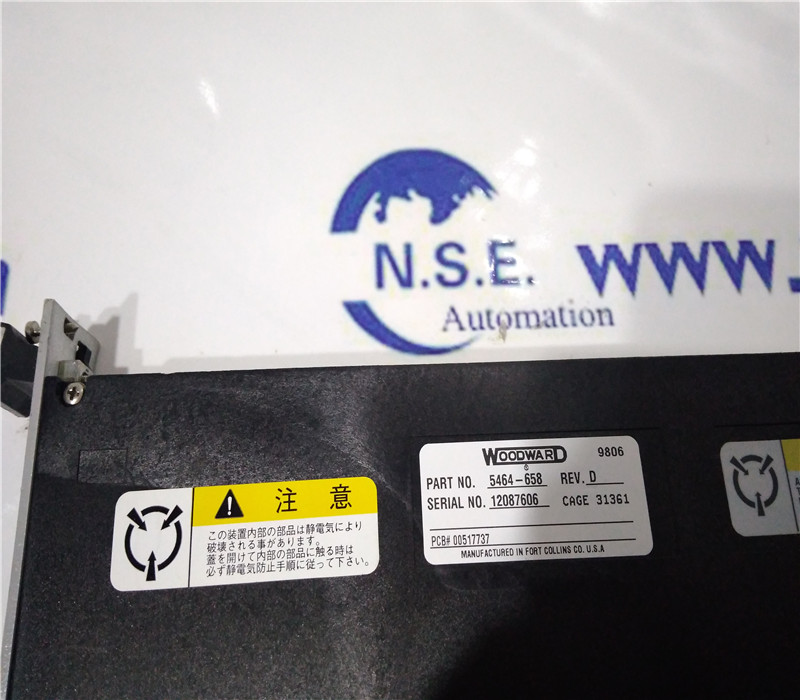 N.S.E.
Automation
www.
WOODWARD
®
9806
PART NO. 5464-658 REV. D
SERIAL NO. 12087606 CAGE 31361
PCB# 00517737
MANUFACTURED IN FORT COLLINS CO. U.S.A
注 意
この装置内部の部品は静電気により
破壊される事があります。
蓋を開けて内部の部品に触る時は
必ず静電気防止手順に従って下さい。